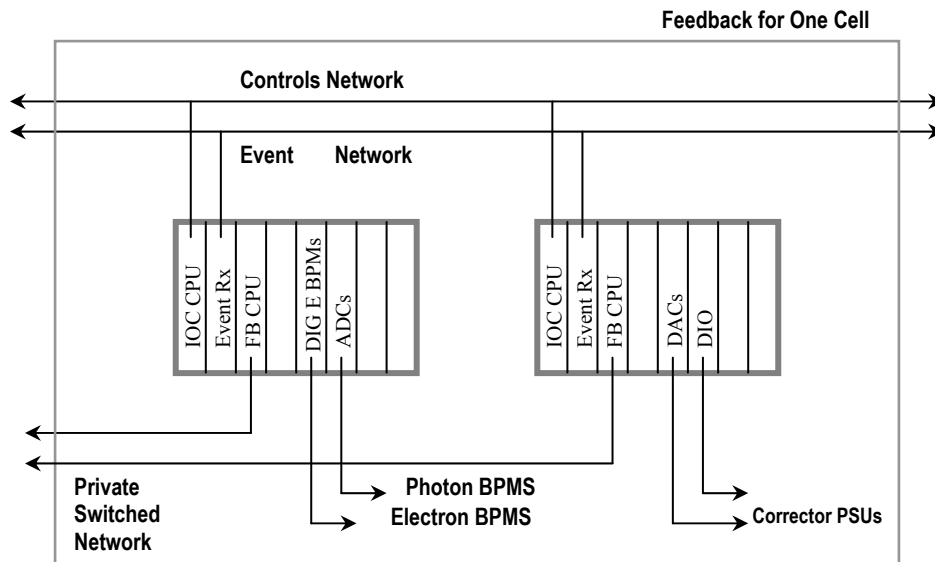 Feedback for One Cell
Controls Network
Event Network
IOC CPU
Event Rx
FB CPU
DIG E BPMs
ADCs
IOC CPU
Event Rx
FB CPU
DACs
DIO
Private
Switched
Network
Photon BPMS
Electron BPMS
Corrector PSUs